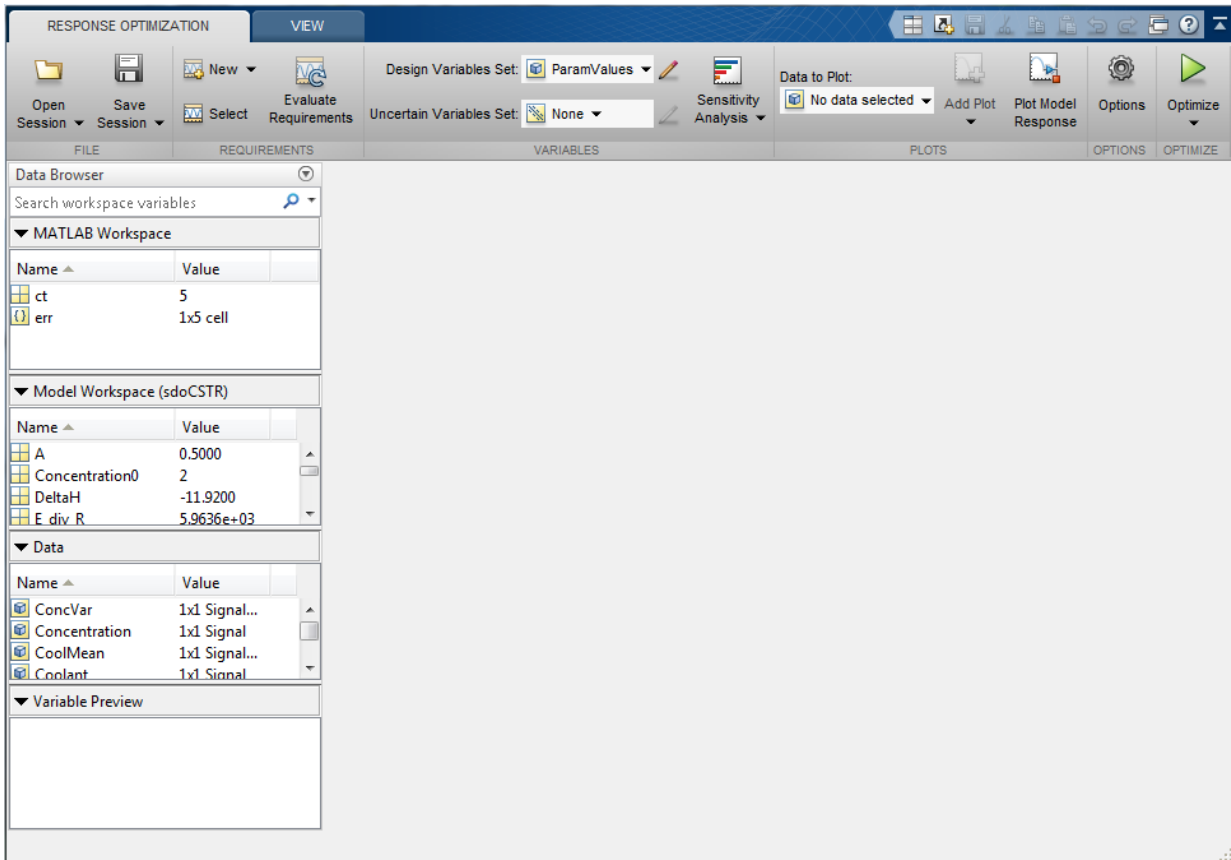 RESPONSE OPTIMIZATION VIEW
Open Session Save Session New Select Evaluate Requirements
Design Variables Set: ParamValues
Uncertain Variables Set: None
Sensitivity Analysis
Data to Plot:
No data selected
Add Plot Plot Model Response Options Optimize
FILE REQUIREMENTS VARIABLES PLOTS OPTIONS OPTIMIZE
Data Browser
Search workspace variables
MATLAB Workspace
Name Value
ct 5
{} err 1x5 cell
Model Workspace (sdoCSTR)
Name Value
A 0.5000
Concentration0 2
DeltaH -11.9200
E_div_R 5.9636e+03
Data
Name Value
ConcVar 1x1 Signal...
Concentration 1x1 Signal
CoolMean 1x1 Signal...
Coolant 1x1 Signal
Variable Preview